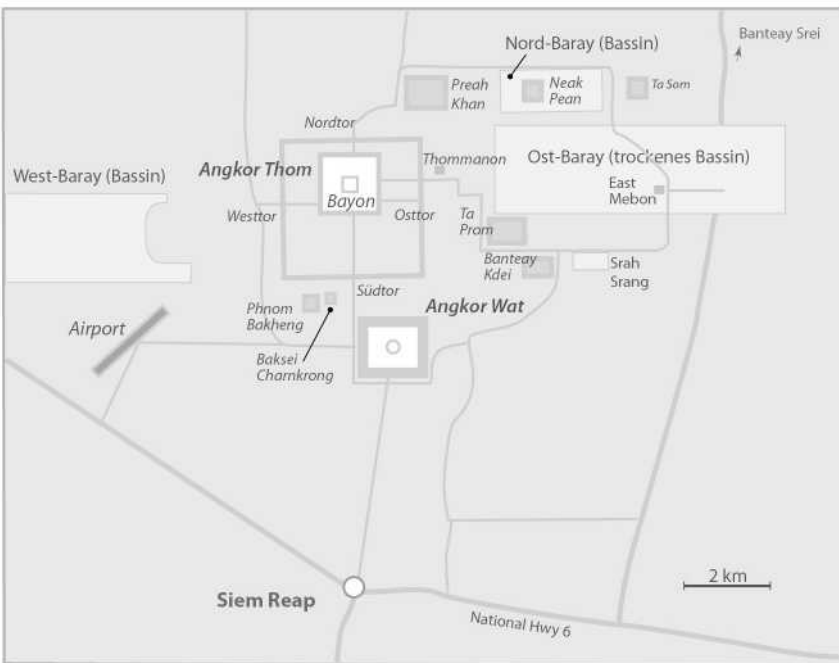 Banteay Srei
Nord-Baray (Bassin)
Preah
Khan
Neak
Pean
Ta Som
Nordtor
Angkor Thom
Thommanon
Ost-Baray (trockenes Bassin)
West-Baray (Bassin)
East
Mebon
Bayon
Westtor
Osttor
Ta
Prom
Banteay
Kdei
Srah
Srang
Südtor
Phnom
Bakheng
Angkor Wat
Airport
Baksei
Chamkrong
2 km
Siem Reap
National Hwy 6